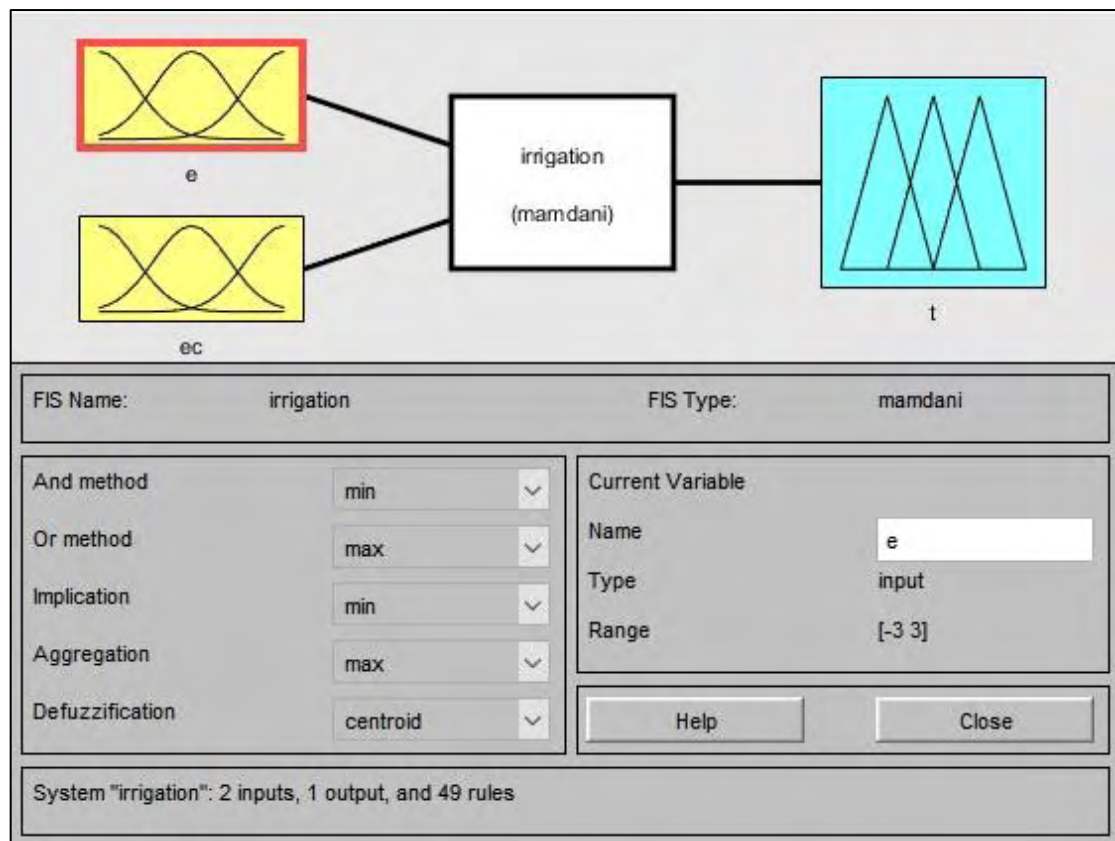 e
irrigation
(mamdani)
ec
t
FIS Name: irrigation FIS Type: mamdani
And method min
Or method max
Implication min
Aggregation max
Defuzzification centroid
Current Variable
Name e
Type input
Range [-3 3]
Help Close
System "irrigation": 2 inputs, 1 output, and 49 rules